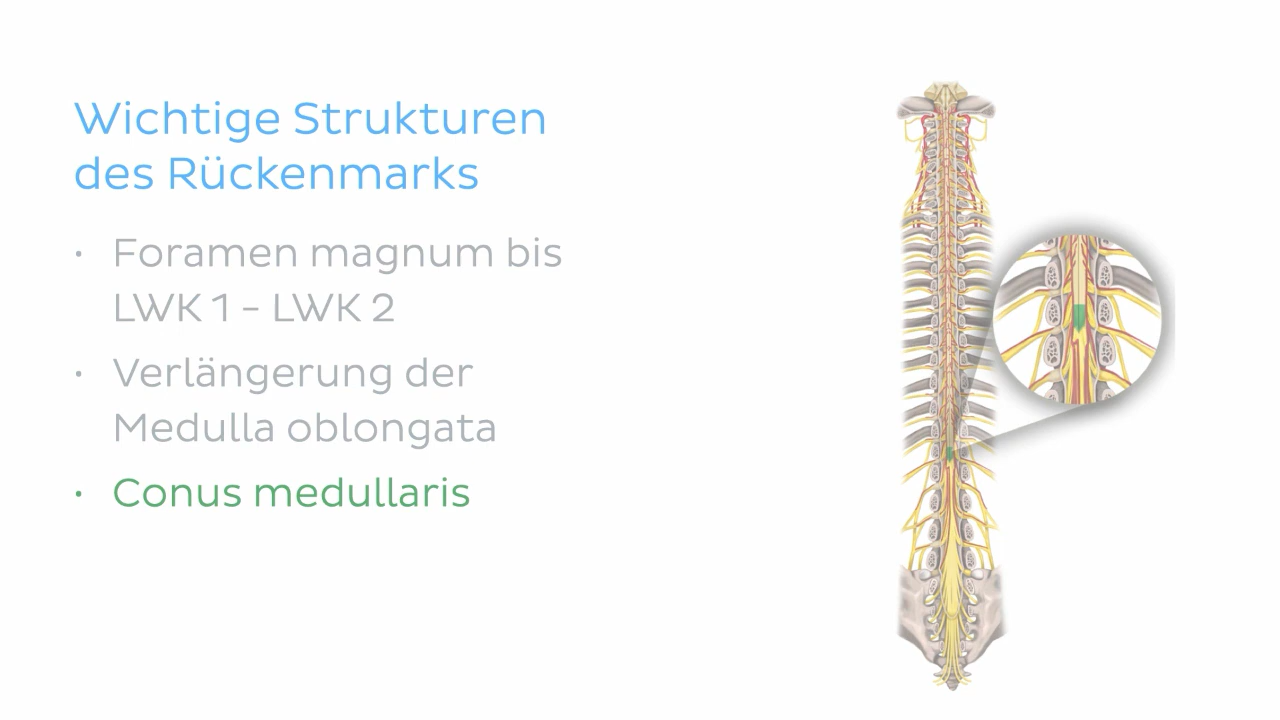 Wichtige Strukturen
des Rückenmarks
· Foramen magnum bis
LWK 1 – LWK 2
· Verlängerung der
Medulla oblongata
· Conus medullaris